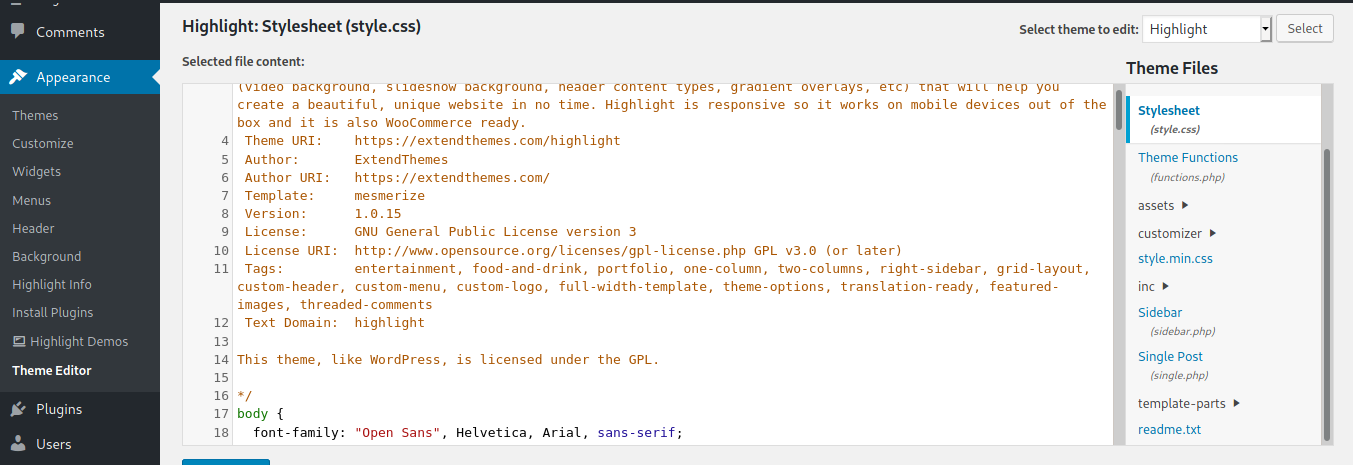 Comments
Appearance
Themes
Customize
Widgets
Menus
Header
Background
Highlight Info
Install Plugins
Highlight Demos
Theme Editor
Plugins
Users
Highlight: Stylesheet (style.css)
Select theme to edit: Highlight Select
Selected file content:
(video background, slideshow background, header content types, gradient overlays, etc) that will help you
create a beautiful, unique website in no time. Highlight is responsive so it works on mobile devices out of the
box and it is also WooCommerce ready.
4 Theme URI: https://extendthemes.com/highlight
5 Author: ExtendThemes
6 Author URI: https://extendthemes.com/
7 Template: mesmerize
8 Version: 1.0.15
9 License: GNU General Public License version 3
10 License URI: http://www.opensource.org/licenses/gpl-license.php GPL v3.0 (or later)
11 Tags: entertainment, food-and-drink, portfolio, one-column, two-columns, right-sidebar, grid-layout,
custom-header, custom-menu, custom-logo, full-width-template, theme-options, translation-ready, featured-
images, threaded-comments
12 Text Domain: highlight
13
14 This theme, like WordPress, is licensed under the GPL.
15
16 */
17 body {
18 font-family: "Open Sans", Helvetica, Arial, sans-serif;
Theme Files
Stylesheet
(style.css)
Theme Functions
(functions.php)
assets
customizer
style.min.css
inc
Sidebar
(sidebar.php)
Single Post
(single.php)
template-parts
readme.txt